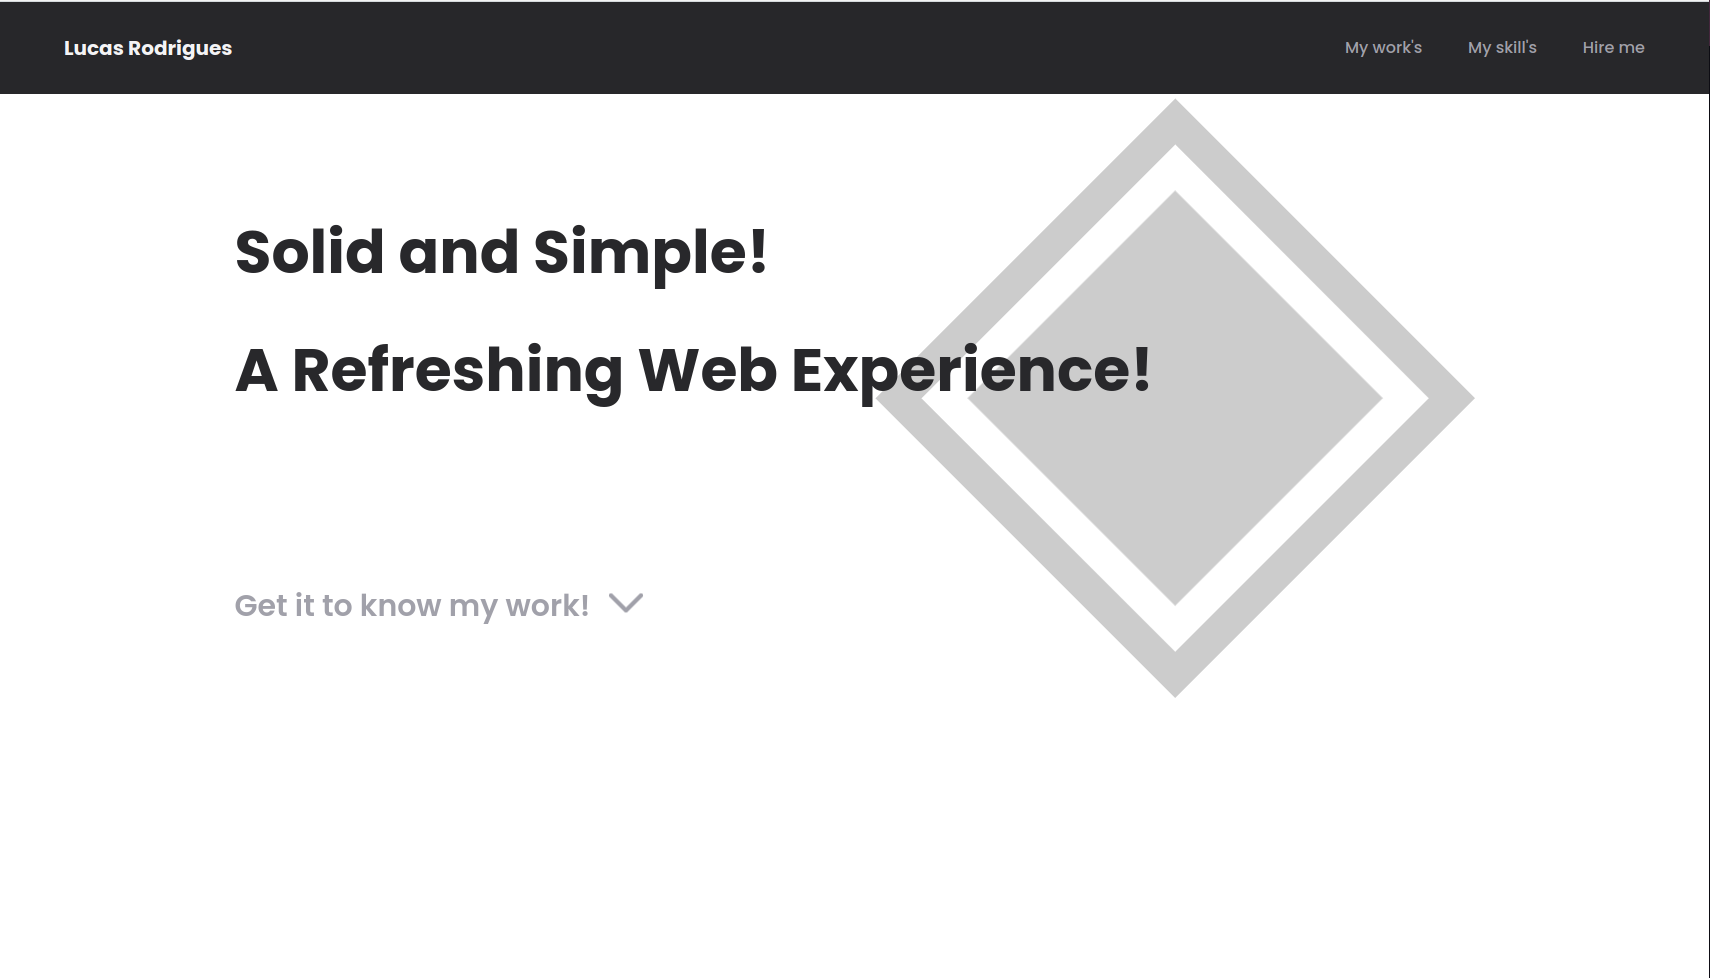 Lucas Rodrigues
My work's
My skill's
Hire me
Solid and Simple!
A Refreshing Web Experience!
Get it to know my work!